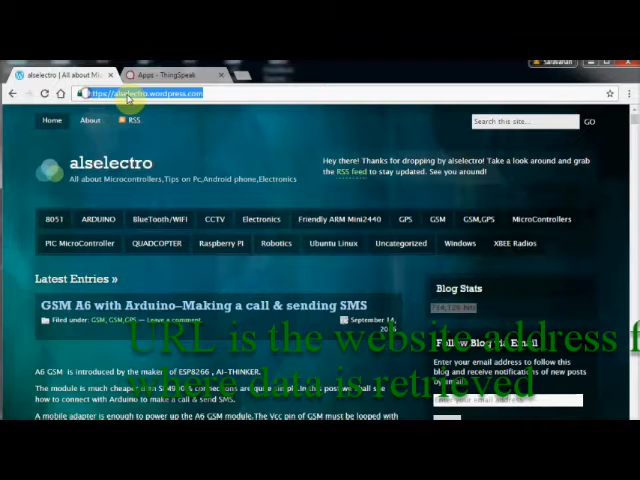 Saravanan
alselectro | All about Mi
Apps - ThingSpeak
https://alselectro.wordpress.com
Home About RSS
Search this site... GO
alselectro
All about Microcontrollers,Tips on Pc,Android phone,Electronics
Hey! Thanks for dropping by alselectro! Take a look around and grab
the RSS feed to stay updated. See you around!
8051 ARDUINO BlueTooth/WIFI CCTV Electronics Friendly ARM Mini2440 GPS GSM GSM,GPS MicroControllers
PIC MicroController QUADCOPTER Raspberry PI Robotics Ubuntu Linux Uncategorized Windows XBEE Radios
Latest Entries »
GSM A6 with Arduino–Making a call & sending SMS
Filed under: GSM, GSM,GPS — Leave a comment
September 14,
A6 GSM is introduced by the maker of ESP8266 , AI-THINKER.
The module is much cheaper
how to connect with Arduino to make a call & send SMS.
A mobile adapter is enough to power up the A6 GSM module.The Vcc pin of GSM must be looped with
Blog Stats
Follow Blog via Email
Enter your email address to follow this
blog and receive notifications of new posts
by email.
Enter your email address
URL is the website address f
where data is retrieved